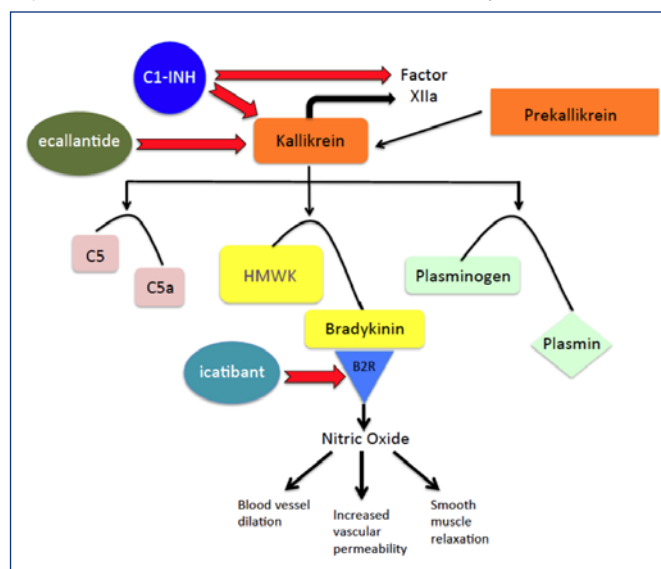 C1-INH
Factor
XIIa
Prekallikrein
ecallantide
Kallikrein
C5
C5a
HMWK
Plasminogen
Bradykinin
Plasmin
icatibant
B2R
Nitric Oxide
Blood vessel
dilation
Increased
vascular
permeability
Smooth
muscle
relaxation